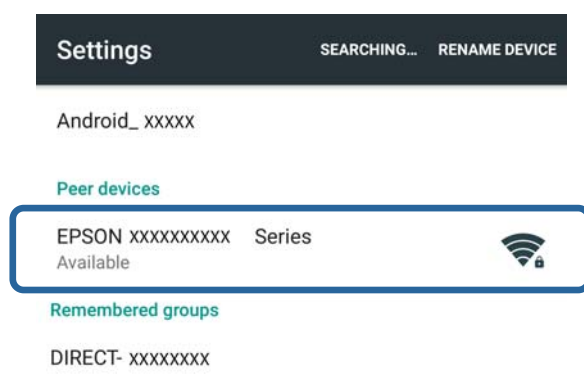 Settings SEARCHING... RENAME DEVICE
Android_ xxxxx
Peer devices
EPSON xxxxxxxxxx Series
Available
Remembered groups
DIRECT- xxxxxxxx